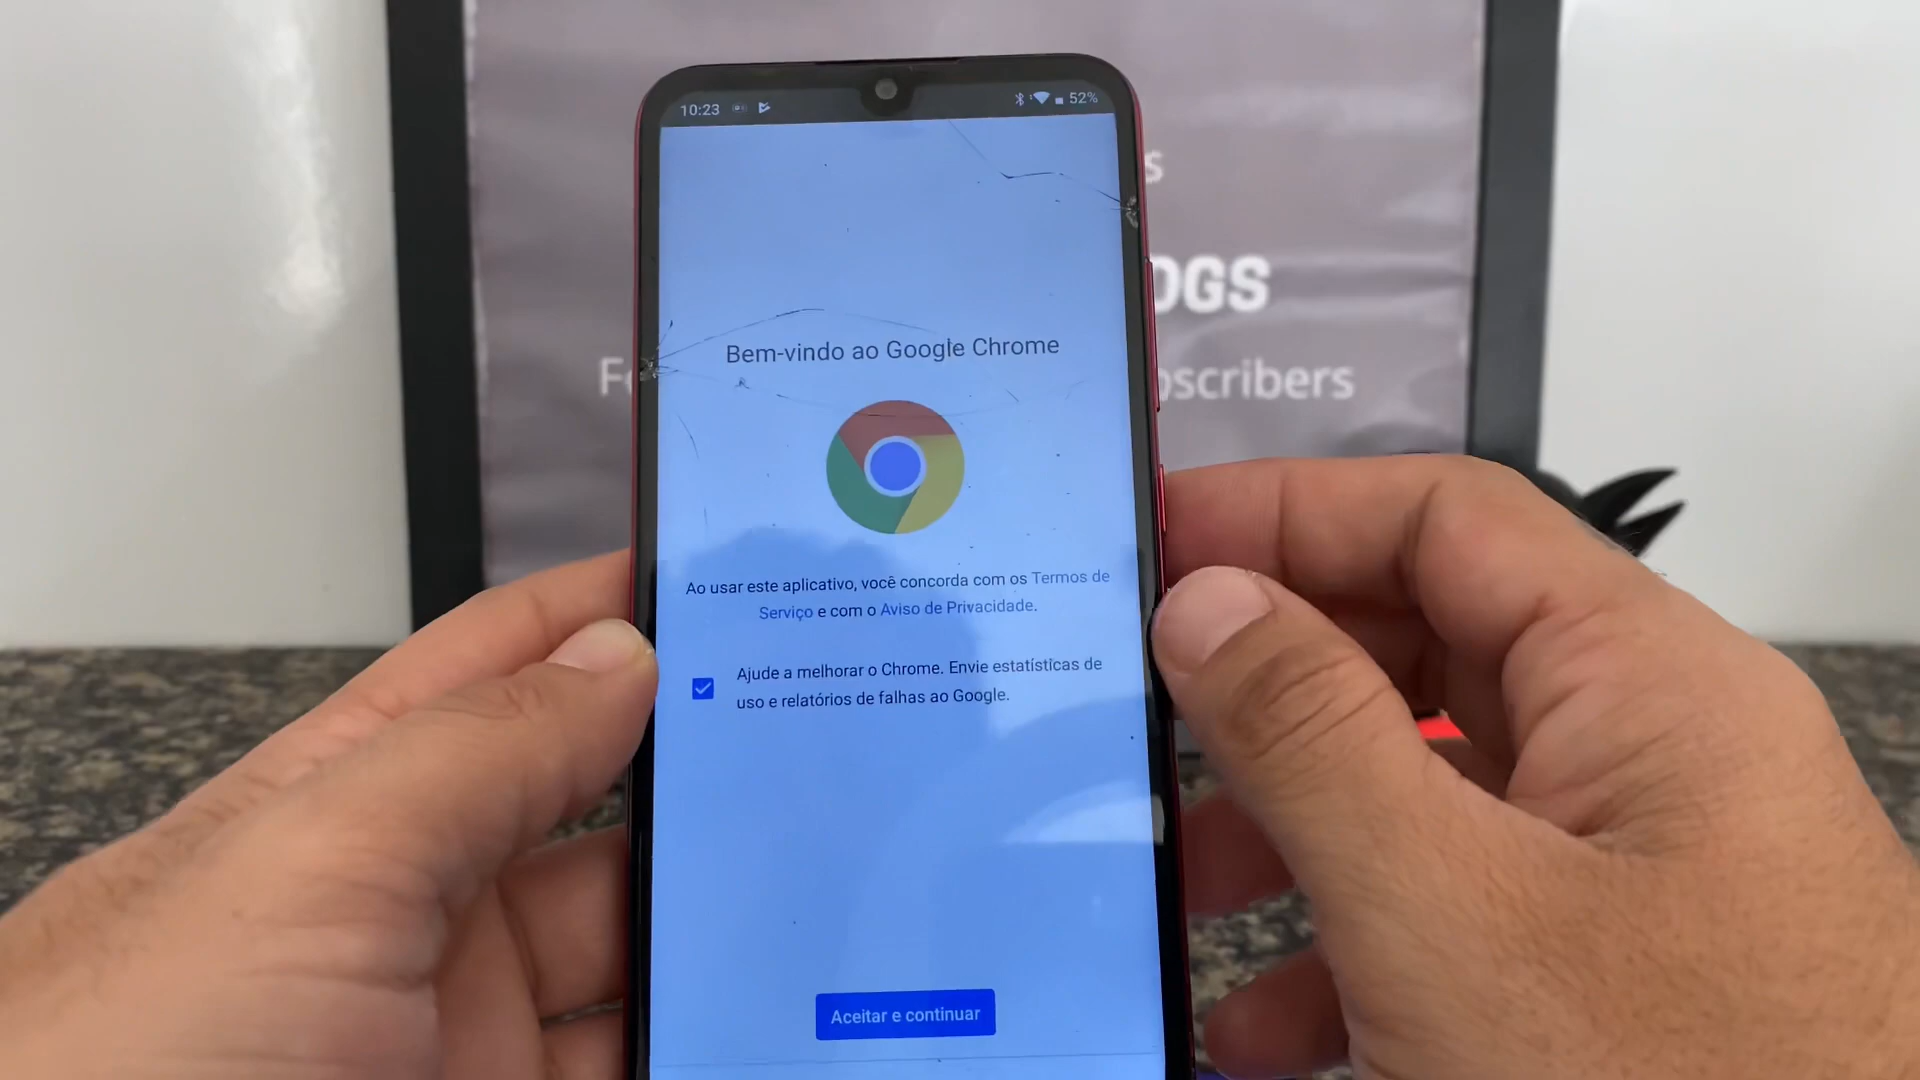 10:23 52%
s
OGS
Fo bscribers
Bem-vindo ao Google Chrome
Ao usar este aplicativo, você concorda com os Termos de
Serviço e com o Aviso de Privacidade.
Ajude a melhorar o Chrome. Envie estatísticas de
uso e relatórios de falhas ao Google.
Aceitar e continuar